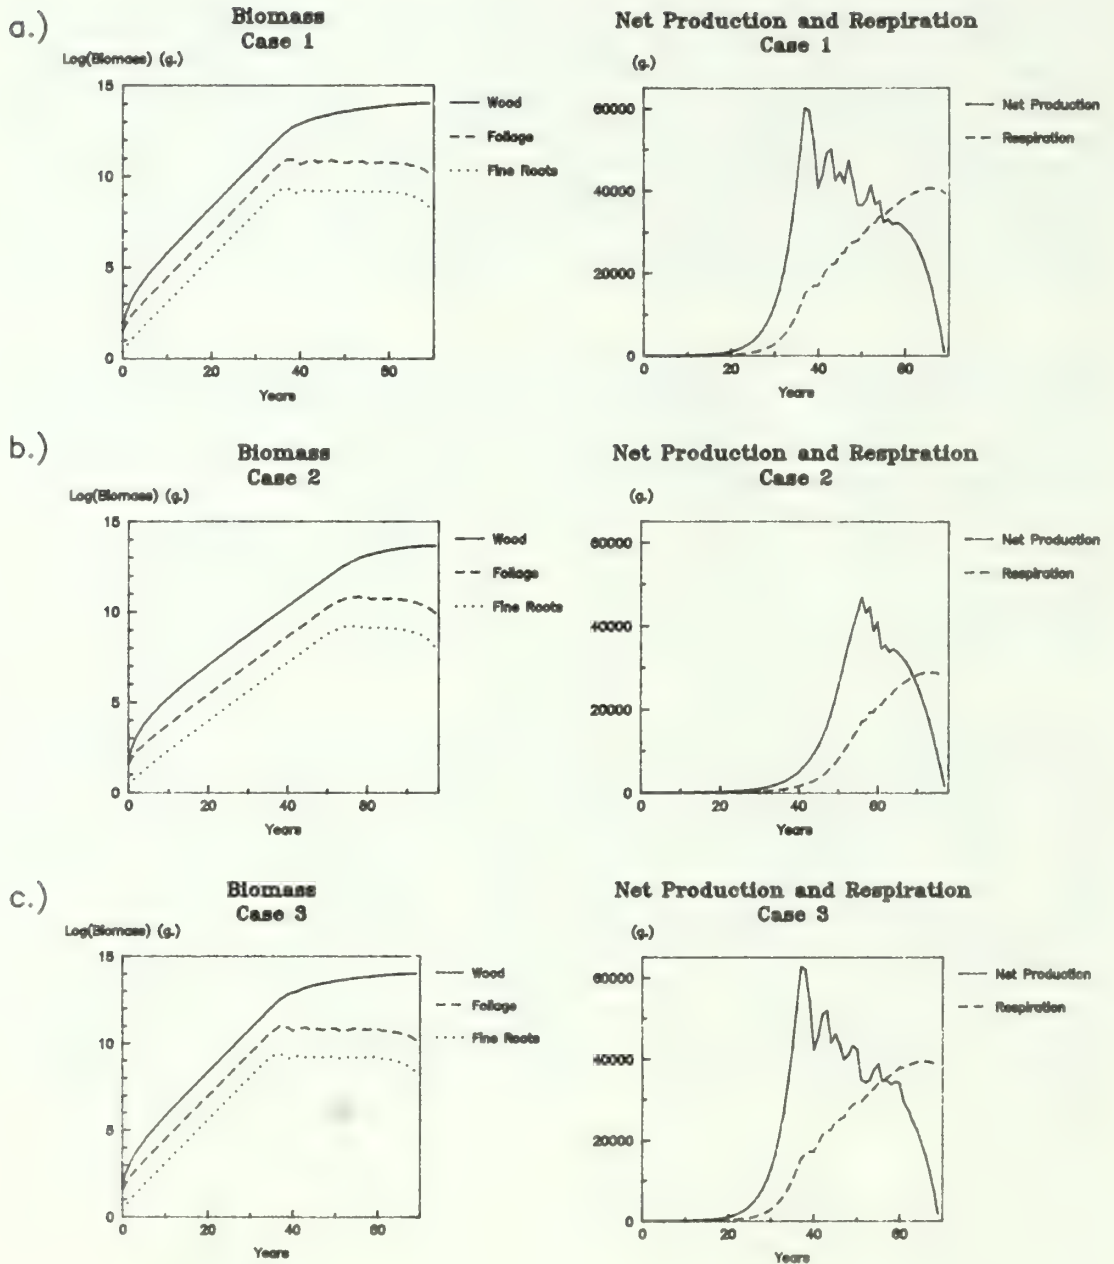 a.)
Biomass
Case 1
Log(Biomass) (g.)
15
10
5
0
0 20 40 60
Years
Wood
Foliage
Fine Roots
Net Production and Respiration
Case 1
(g.)
60000
40000
20000
0
0 20 40 60
Years
Net Production
Respiration
b.)
Biomass
Case 2
Log(Biomass) (g.)
15
10
5
0
0 20 40 60
Years
Wood
Foliage
Fine Roots
Net Production and Respiration
Case 2
(g.)
60000
40000
20000
0
0 20 40 60
Years
Net Production
Respiration
c.)
Biomass
Case 3
Log(Biomass) (g.)
15
10
5
0
0 20 40 60
Years
Wood
Foliage
Fine Roots
Net Production and Respiration
Case 3
(g.)
60000
40000
20000
0
0 20 40 60
Years
Net Production
Respiration